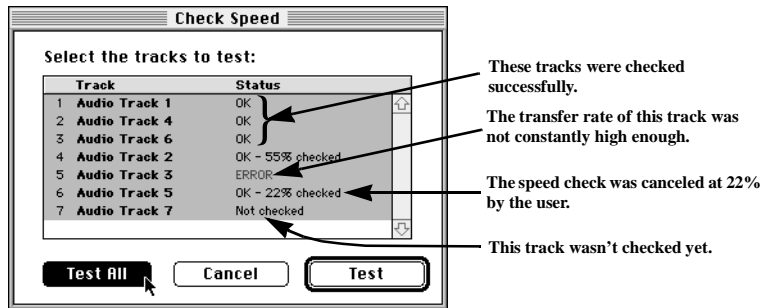 Check Speed
Select the tracks to test:
Track Status
1 Audio Track 1 OK
2 Audio Track 4 OK
3 Audio Track 6 OK
4 Audio Track 2 OK - 55% checked
5 Audio Track 3 ERROR
6 Audio Track 5 OK - 22% checked
7 Audio Track 7 Not checked
Test All Cancel Test
These tracks were checked
successfully.
The transfer rate of this track was
not constantly high enough.
The speed check was canceled at 22%
by the user.
This track wasn't checked yet.